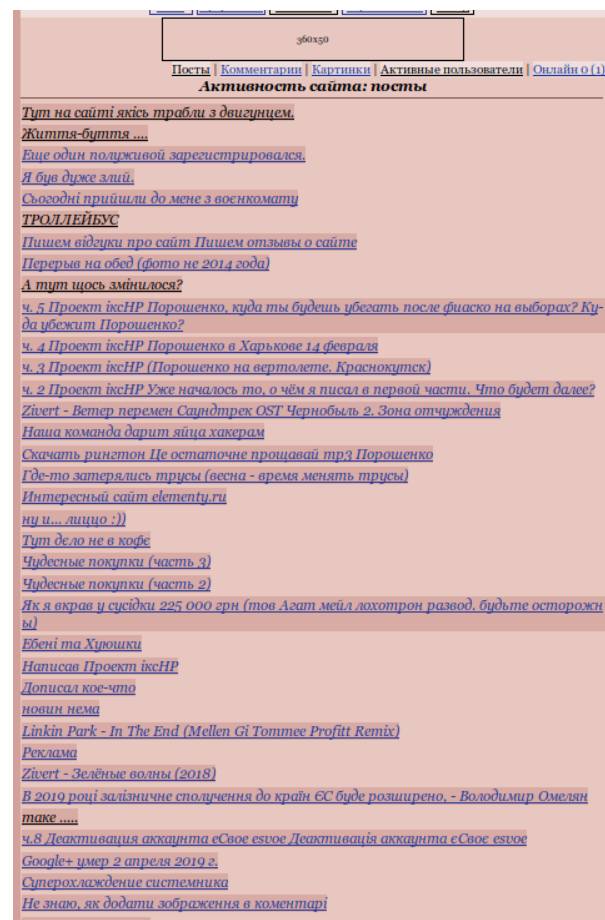 360x50
Посты | Комментарии | Картинки | Активные пользователи | Онлайн 0 (1)
Активность сайта: посты
Тут на сайті якісь трабли з двигунцем.
Життя-буття ....
Еще один полуживой зарегистрировался.
Я був дуже злий.
Сьогодні прийшли до мене з воєнкомату
ТРОЛЛЕЙБУС
Пишем відгуки про сайт Пишем отзывы о сайте
Перерыв на обед (фото не 2014 года)
А тут щось змінилося?
ч. 5 Проект іксНР Порошенко, куда ты будешь убегать после фиаско на выборах? Ку-
да убежит Порошенко?
ч. 4 Проект іксНР Порошенко в Харькове 14 февраля
ч. 3 Проект іксНР (Порошенко на вертолете. Краснокутск)
ч. 2 Проект іксНР Уже началось то, о чём я писал в первой части. Что будет далее?
Zivert - Ветер перемен Саундтрек OST Чернобыль 2. Зона отчуждения
Наша команда дарит яйца хакерам
Скачать рингтон Це остаточне прощавай mp3 Порошенко
Где-то затерялись трусы (весна - время менять трусы)
Интересный сайт elementy.ru
ну и... лиццо :))
Тут дєло не в кофє
Чудесные покупки (часть 3)
Чудесные покупки (часть 2)
Як я вкрав у сусідки 225 000 грн (тов Агат мейл лохотрон развод. будьте осторожн
ы)
Ебені та Хуюшки
Написав Проект іксНР
Дописал кое-что
новин нема
Linkin Park - In The End (Mellen Gi Tommee Profitt Remix)
Реклама
Zivert - Зелёные волны (2018)
В 2019 році залізничне сполучення до країн ЄС буде розширено, - Володимир Омелян
таке .....
ч.8 Деактивация аккаунта еСвое esvoe Деактивація аккаунта єСвоє esvoe
Google+ умер 2 апреля 2019 г.
Суперохлаждение системника
Не знаю, як додати зображення в коментарі